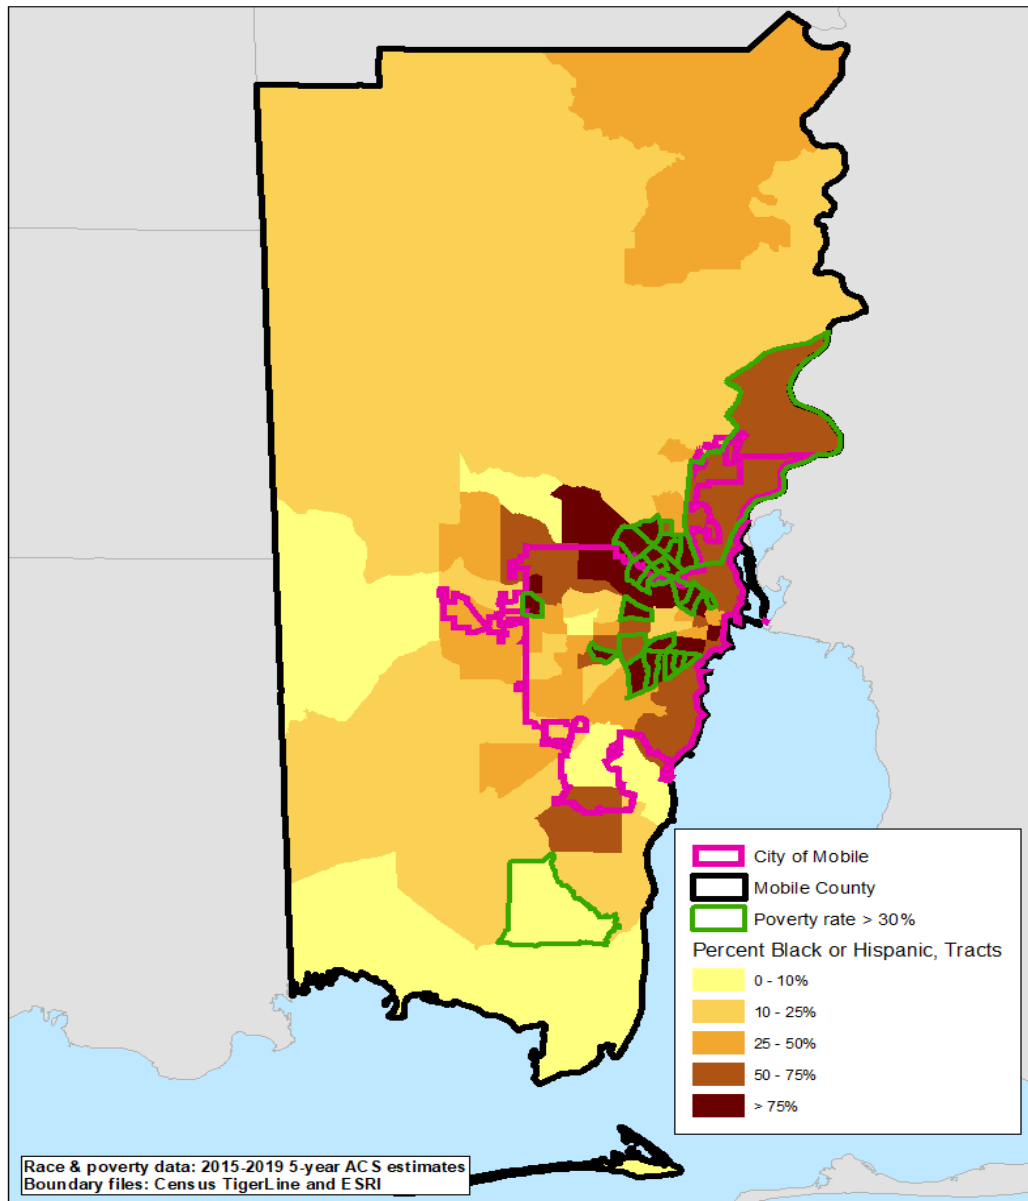 City of Mobile
Mobile County
Poverty rate > 30%
Percent Black or Hispanic, Tracts
0 - 10%
10 - 25%
25 - 50%
50 - 75%
> 75%
Race & poverty data: 2015-2019 5-year ACS estimates
Boundary files: Census TigerLine and ESRI